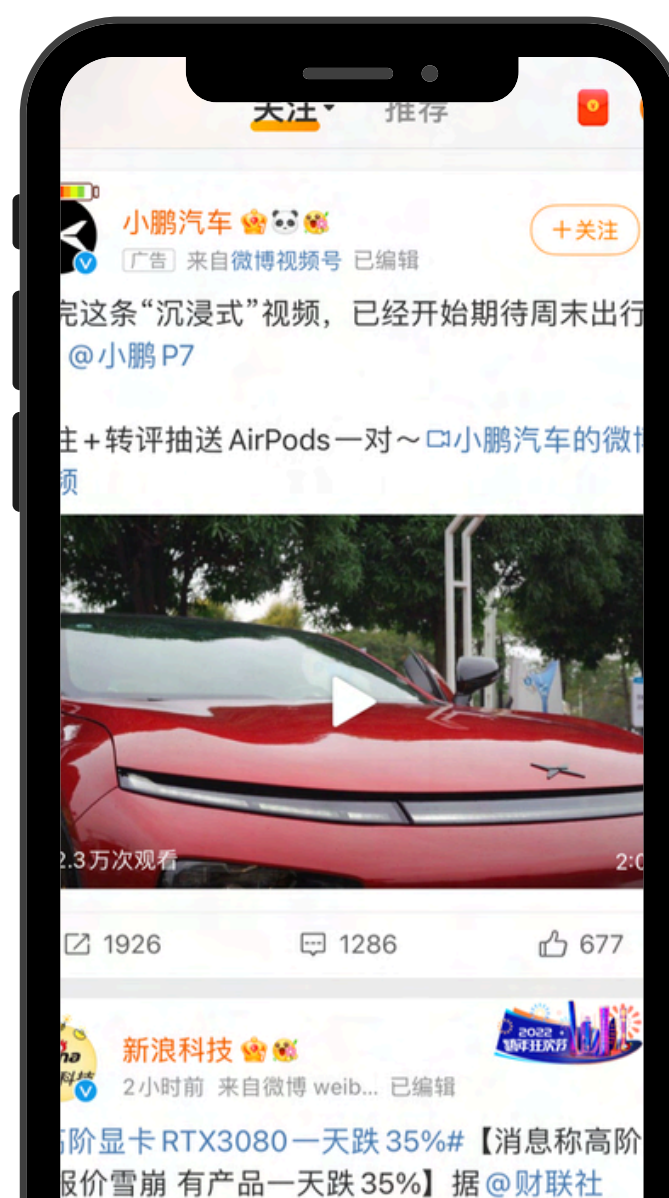 关注 推荐
小鹏汽车
+关注
广告 来自微博视频号 已编辑
完这条“沉浸式”视频，已经开始期待周末出行
@小鹏P7
注+转评抽送AirPods一对～小鹏汽车的微博
频
2.3万次观看
2:0
1926 1286 677
2022
新浪科技
2小时前 来自微博 weib... 已编辑
高阶显卡RTX3080一天跌35%#【消息称高阶
报价雪崩 有产品一天跌35%】据@财联社